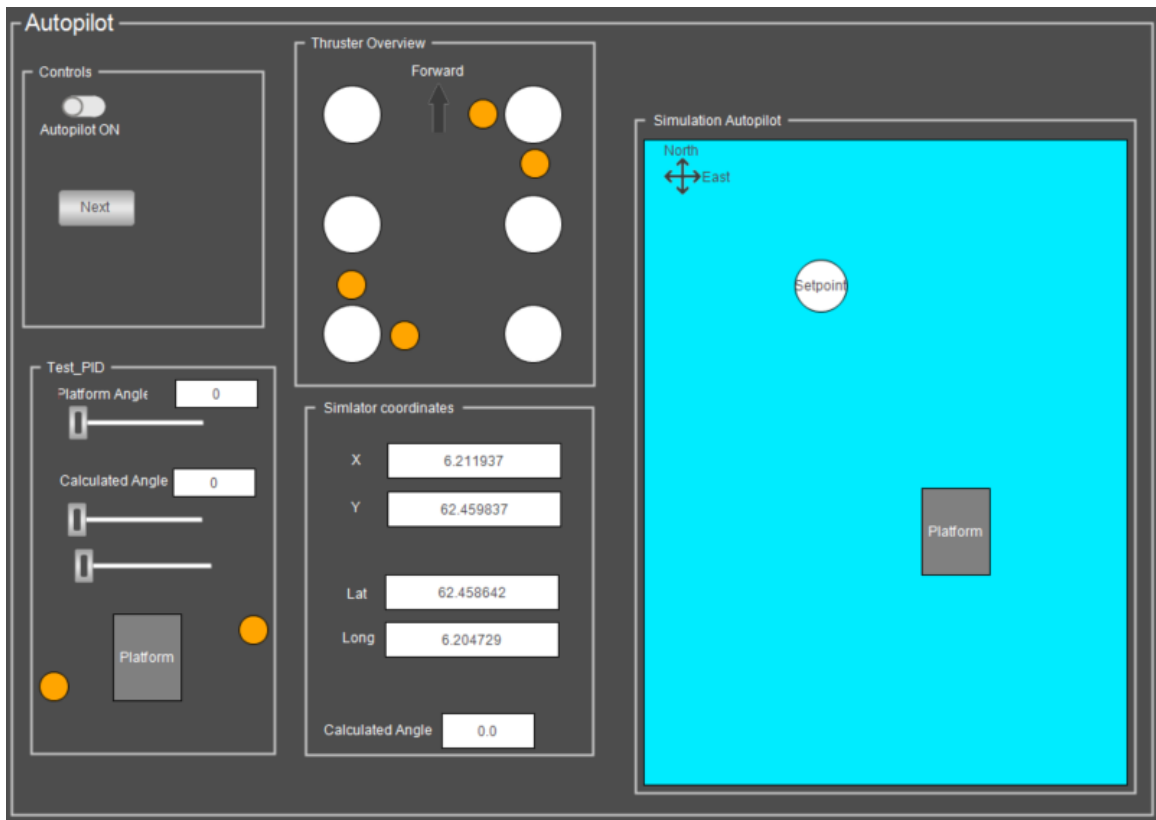 Autopilot
Controls
Autopilot ON
Next
Thruster Overview
Forward
Test_PID
Platform Angle
0
Calculated Angle
0
Platform
Simlator coordinates
X
6.211937
Y
62.459837
Lat
62.458642
Long
6.204729
Calculated Angle
0.0
Simulation Autopilot
North
East
Setpoint
Platform